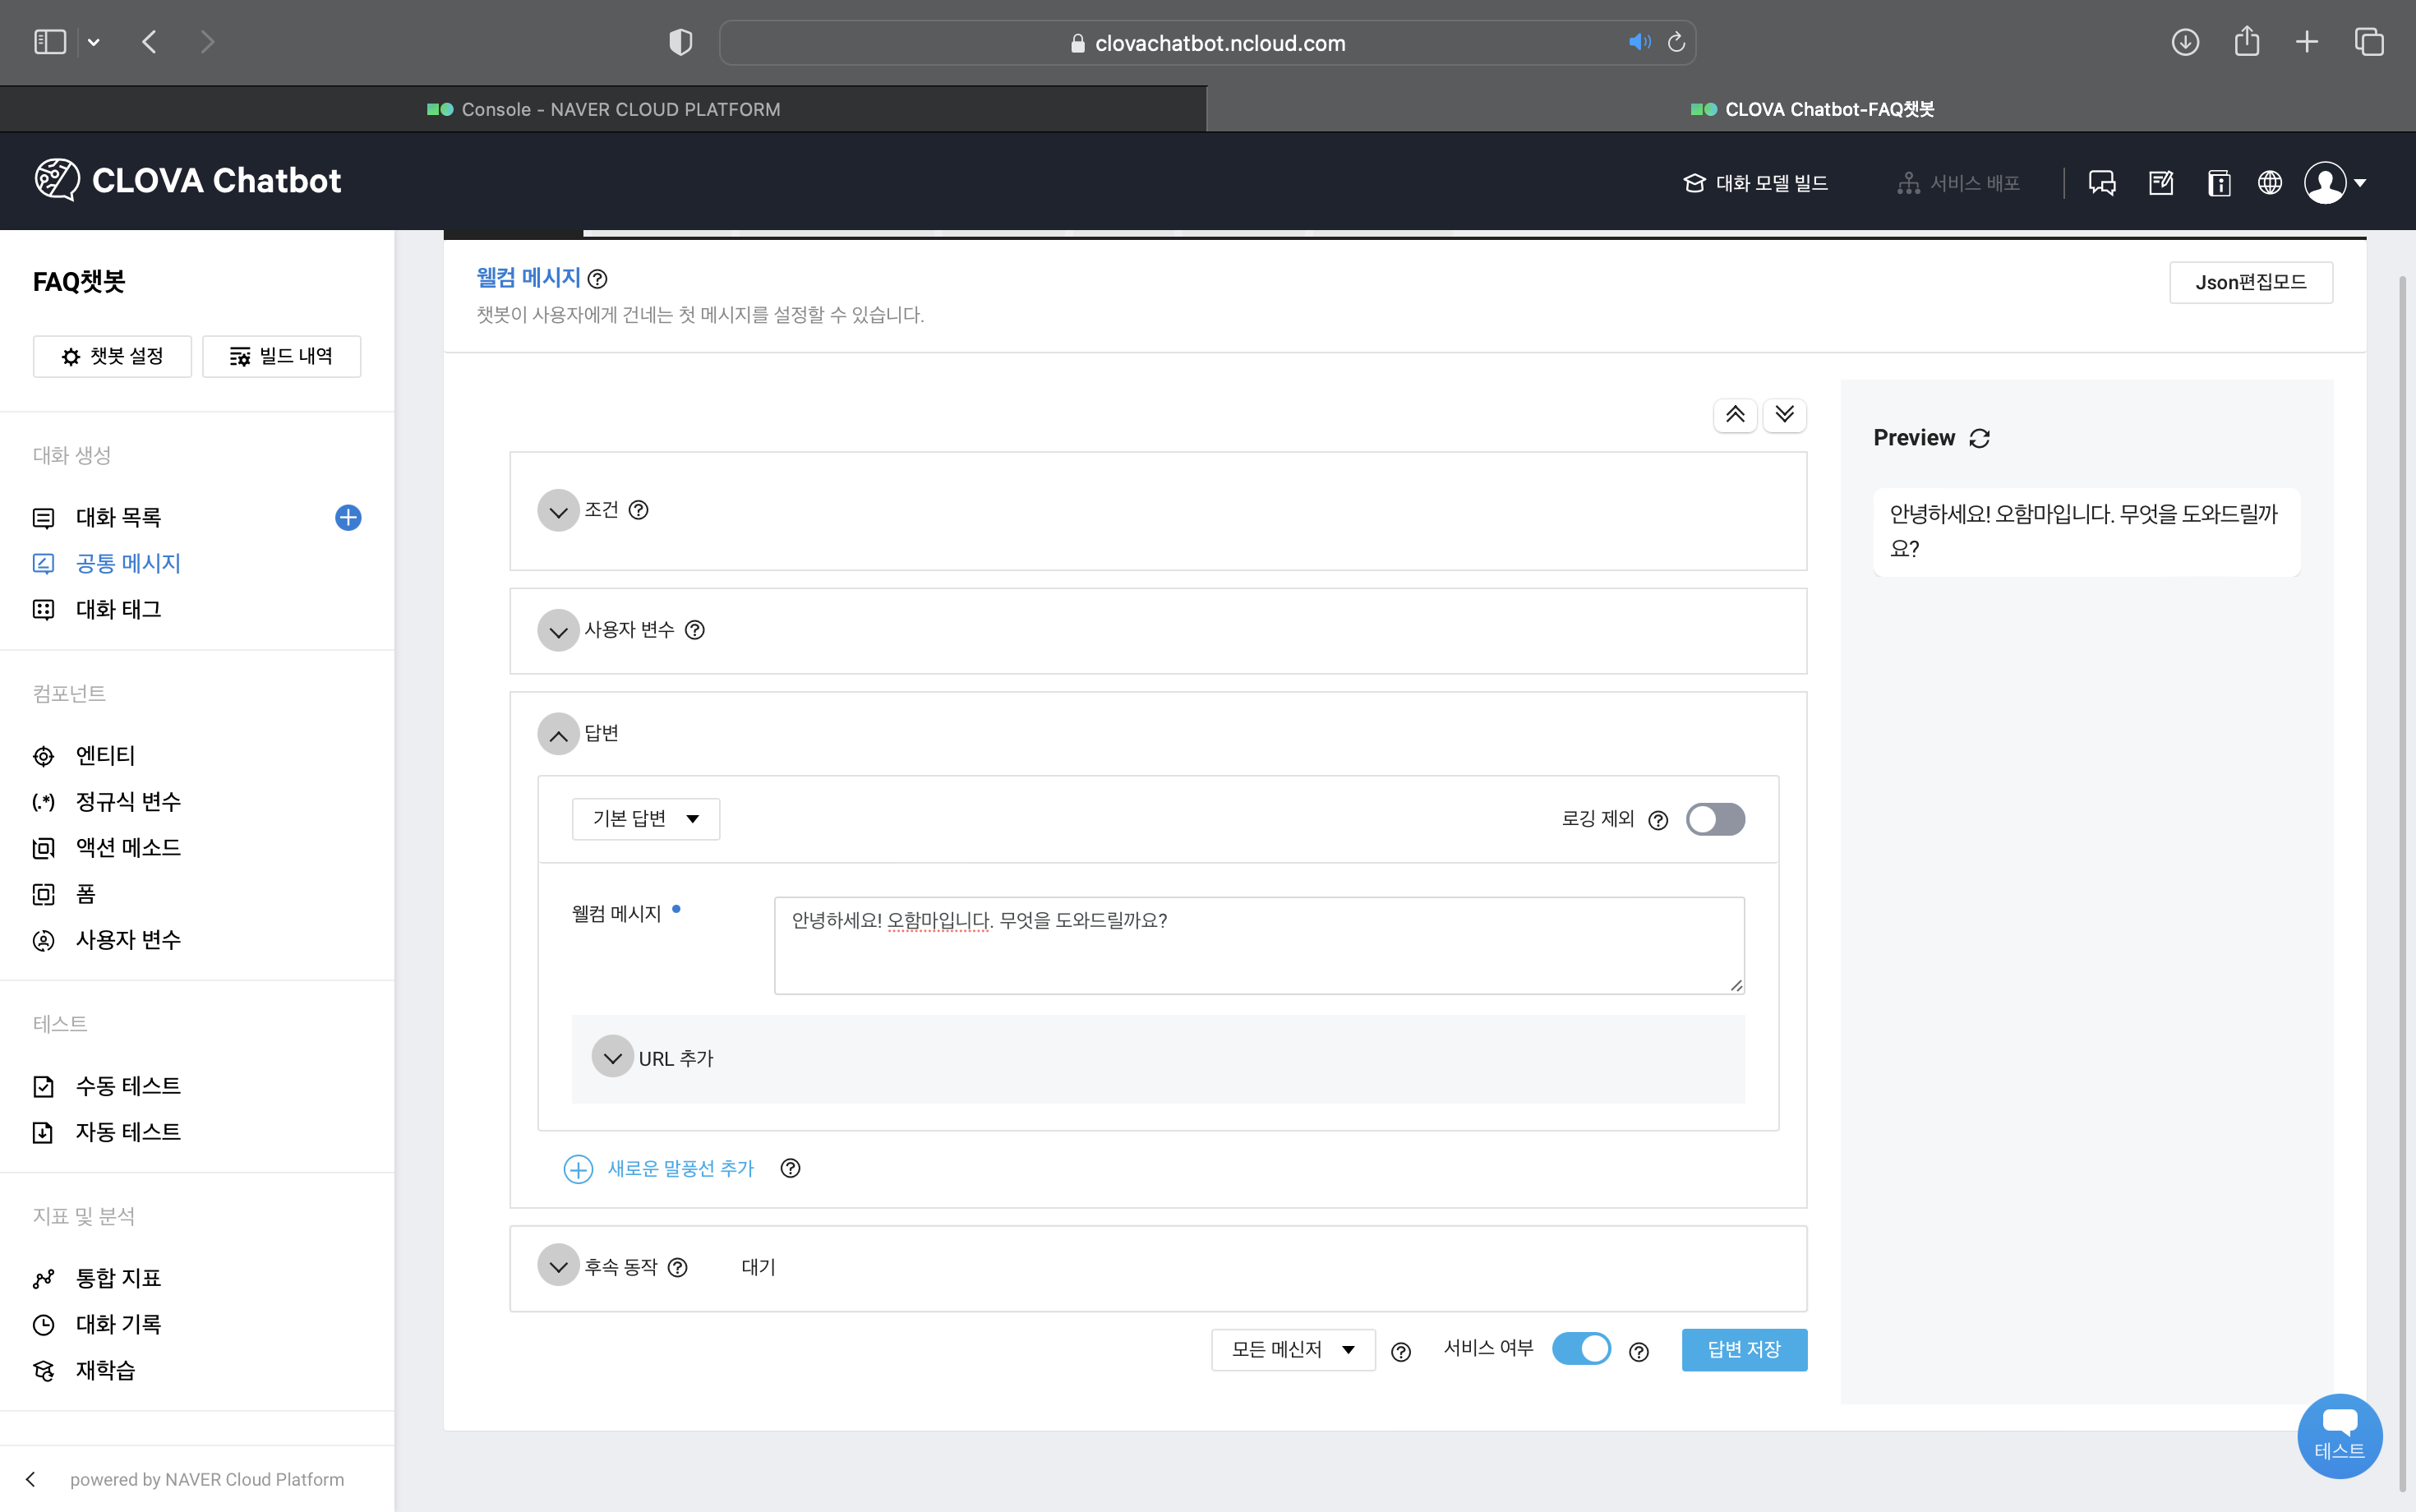 clovachatbot.ncloud.com
Console - NAVER CLOUD PLATFORM
CLOVA Chatbot-FAQ챗봇
CLOVA Chatbot
대화 모델 빌드
서비스 배포
FAQ챗봇
챗봇 설정
빌드 내역
대화 생성
대화 목록
공통 메시지
대화 태그
컴포넌트
엔티티
(.*) 정규식 변수
액션 메소드
폼
사용자 변수
테스트
수동 테스트
자동 테스트
지표 및 분석
통합 지표
대화 기록
재학습
powered by NAVER Cloud Platform
웰컴 메시지
챗봇이 사용자에게 건네는 첫 메시지를 설정할 수 있습니다.
Json편집모드
조건
사용자 변수
답변
기본 답변
로깅 제외
웰컴 메시지
안녕하세요! 오함마입니다. 무엇을 도와드릴까요?
URL 추가
새로운 말풍선 추가
후속 동작
대기
모든 메신저
서비스 여부
답변 저장
Preview
안녕하세요! 오함마입니다. 무엇을 도와드릴까
요?
테스트